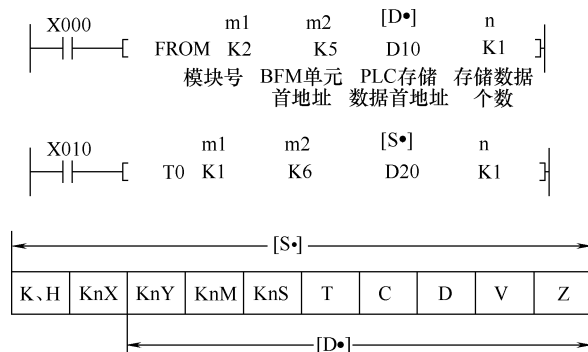 X000 m1 m2 [D•] n
FROM K2 K5 D10 K1
模块号 BFM单元 PLC存储 存储数据
首地址 数据首地址 个数
X010 m1 m2 [S•] n
T0 K1 K6 D20 K1
[S•]
K、H KnX KnY KnM KnS T C D V Z
[D•]